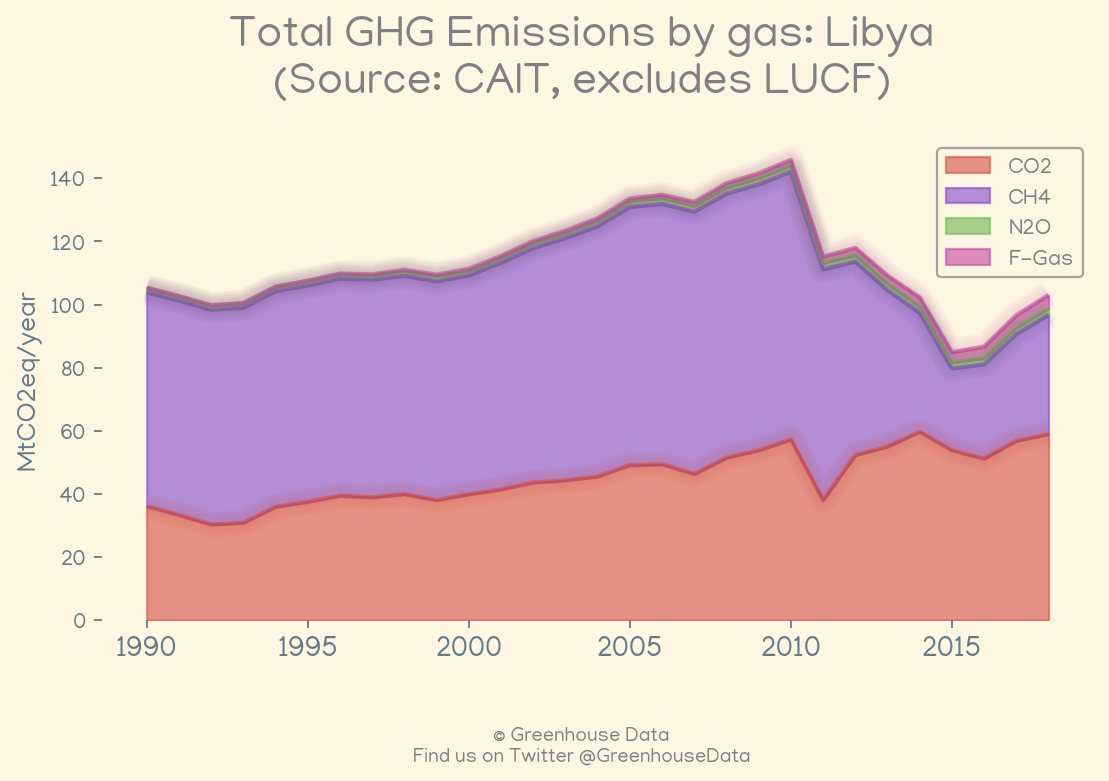 Total GHG Emissions by gas: Libya
(Source: CAIT, excludes LUCF)
MtCO2eq/year
140
120
100
80
60
40
20
0
1990 1995 2000 2005 2010 2015
CO2
CH4
N2O
F-Gas
© Greenhouse Data
Find us on Twitter @GreenhouseData